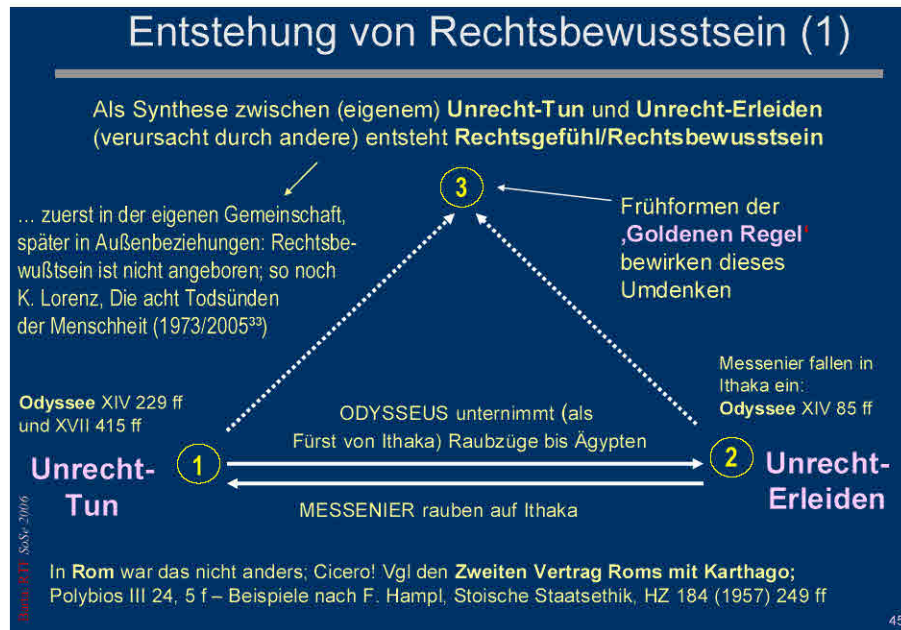 Entstehung von Rechtsbewusstsein (1)
Als Synthese zwischen (eigenem) Unrecht-Tun und Unrecht-Erleiden
(verursacht durch andere) entsteht Rechtsgefühl/Rechtsbewusstsein
3
… zuerst in der eigenen Gemeinschaft,
später in Außenbeziehungen: Rechtsbe-
wußtsein ist nicht angeboren; so noch
K. Lorenz, Die acht Todsünden
der Menschheit (1973/2005³³)
Frühformen der
‚Goldenen Regel‘
bewirken dieses
Umdenken
Odyssee XIV 229 ff
und XVII 415 ff
Messenier fallen in
Ithaka ein:
Odyssee XIV 85 ff
ODYSSEUS unternimmt (als
Fürst von Ithaka) Raubzüge bis Ägypten
Unrecht-
Tun
1
2
Unrecht-
Erleiden
MESSENIER rauben auf Ithaka
SoSe 2006
In Rom war das nicht anders; Cicero! Vgl den Zweiten Vertrag Roms mit Karthago;
Polybios III 24, 5 f – Beispiele nach F. Hampl, Stoische Staatsethik, HZ 184 (1957) 249 ff
45